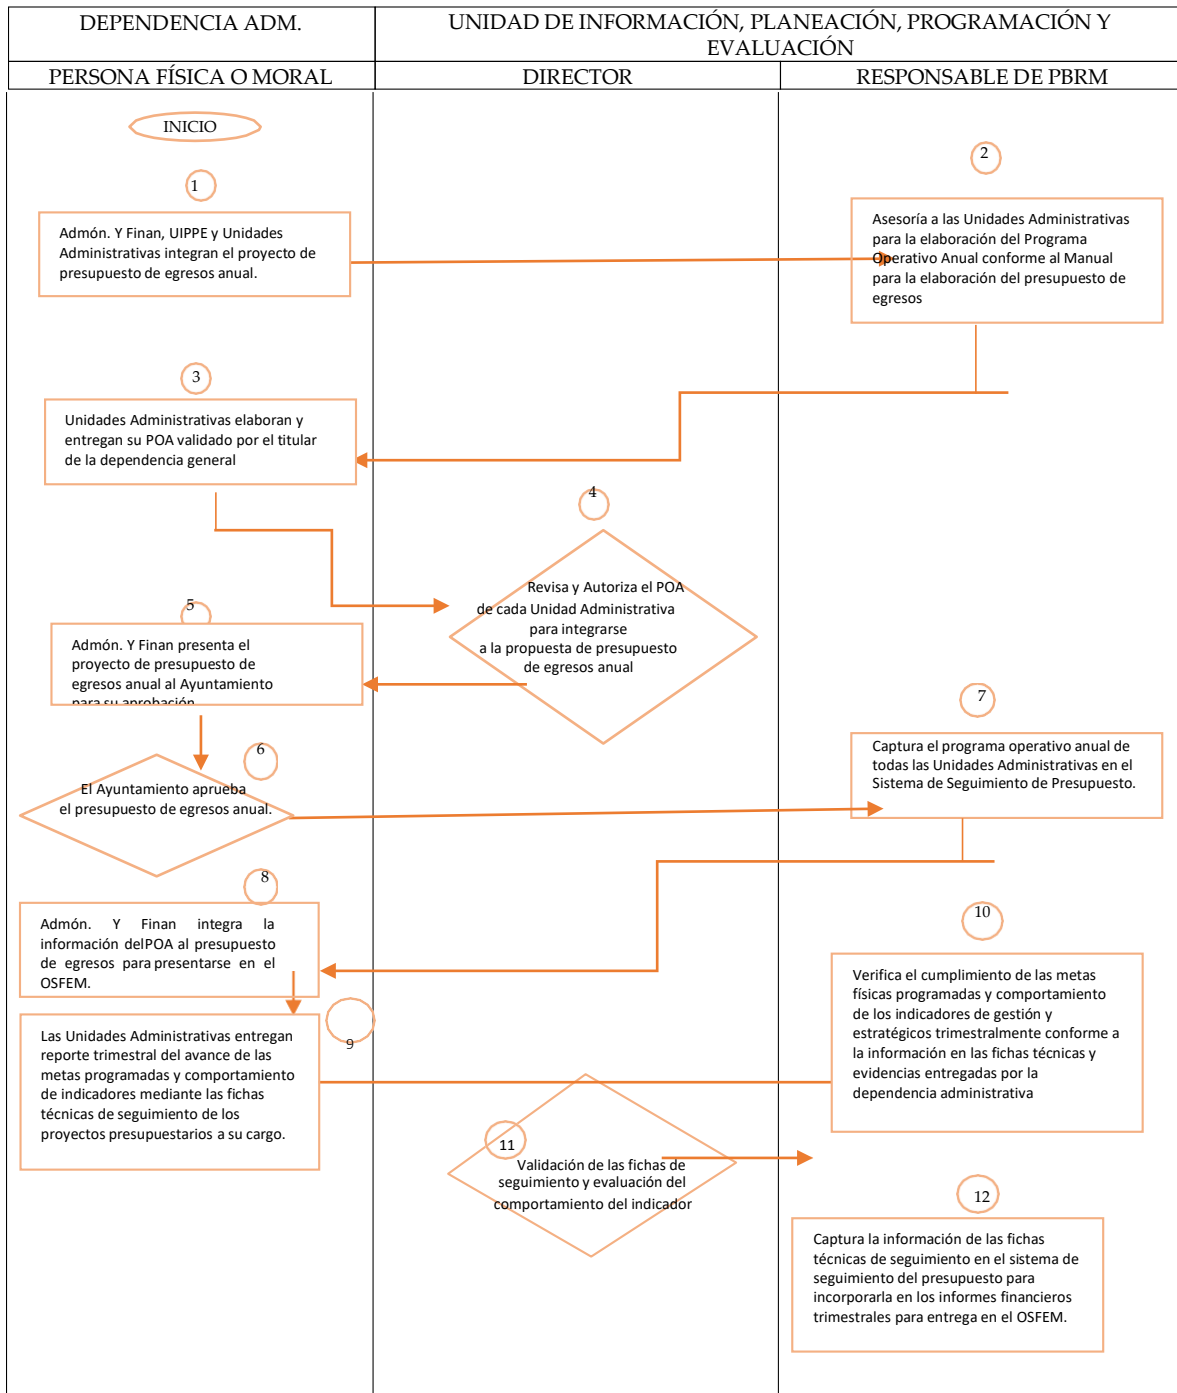 DEPENDENCIA ADM.
UNIDAD DE INFORMACIÓN, PLANEACIÓN, PROGRAMACIÓN Y
EVALUACIÓN
PERSONA FÍSICA O MORAL
DIRECTOR
RESPONSABLE DE PBRM
INICIO
1
Admón. Y Finan, UIPPE y Unidades
Administrativas integran el proyecto de
presupuesto de egresos anual.
2
Asesoría a las Unidades Administrativas
para la elaboración del Programa
Operativo Anual conforme al Manual
para la elaboración del presupuesto de
egresos
3
Unidades Administrativas elaboran y
entregan su POA validado por el titular
de la dependencia general
4
Revisa y Autoriza el POA
de cada Unidad Administrativa
para integrarse
a la propuesta de presupuesto
de egresos anual
5
Admón. Y Finan presenta el
proyecto de presupuesto de
egresos anual al Ayuntamiento
para su aprobación
6
El Ayuntamiento aprueba
el presupuesto de egresos anual.
7
Captura el programa operativo anual de
todas las Unidades Administrativas en el
Sistema de Seguimiento de Presupuesto.
8
Admón. Y Finan integra la
información delPOA al presupuesto
de egresos para presentarse en el
OSFEM.
9
Las Unidades Administrativas entregan
reporte trimestral del avance de las
metas programadas y comportamiento
de indicadores mediante las fichas
técnicas de seguimiento de los
proyectos presupuestarios a su cargo.
10
Verifica el cumplimiento de las metas
físicas programadas y comportamiento
de los indicadores de gestión y
estratégicos trimestralmente conforme a
la información en las fichas técnicas y
evidencias entregadas por la
dependencia administrativa
11
Validación de las fichas de
seguimiento y evaluación del
comportamiento del indicador
12
Captura la información de las fichas
técnicas de seguimiento en el sistema de
seguimiento del presupuesto para
incorporarla en los informes financieros
trimestrales para entrega en el OSFEM.